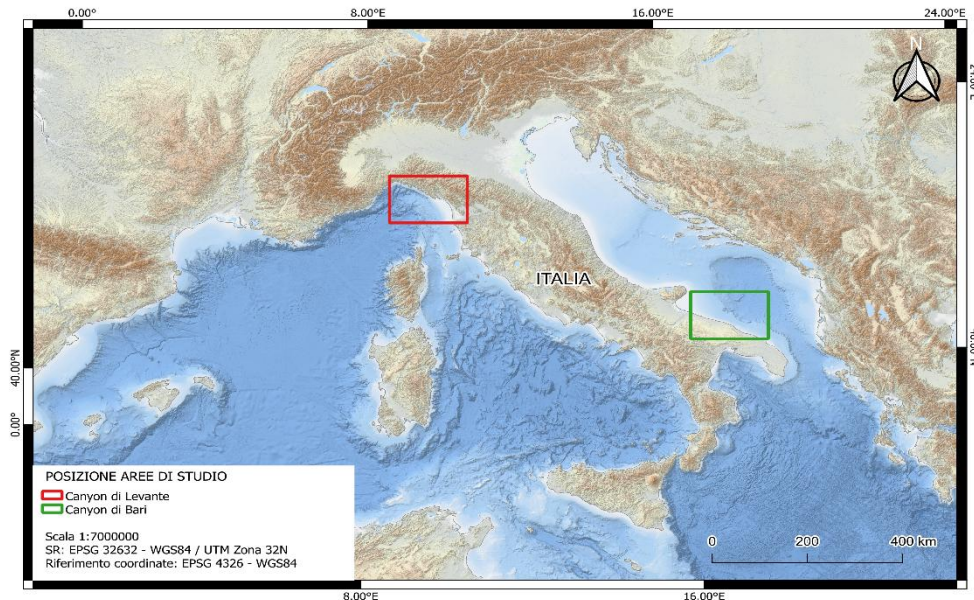 0.00° 8.00°E 16.00°E 24.00°E
N
ITALIA
40.00°N
0.00°
POSIZIONE AREE DI STUDIO
Canyon di Levante
Canyon di Bari
Scala 1:7000000
SR: EPSG 32632 - WGS84 / UTM Zona 32N
Riferimento coordinate: EPSG 4326 - WGS84
0 200 400 km
8.00°E 16.00°E